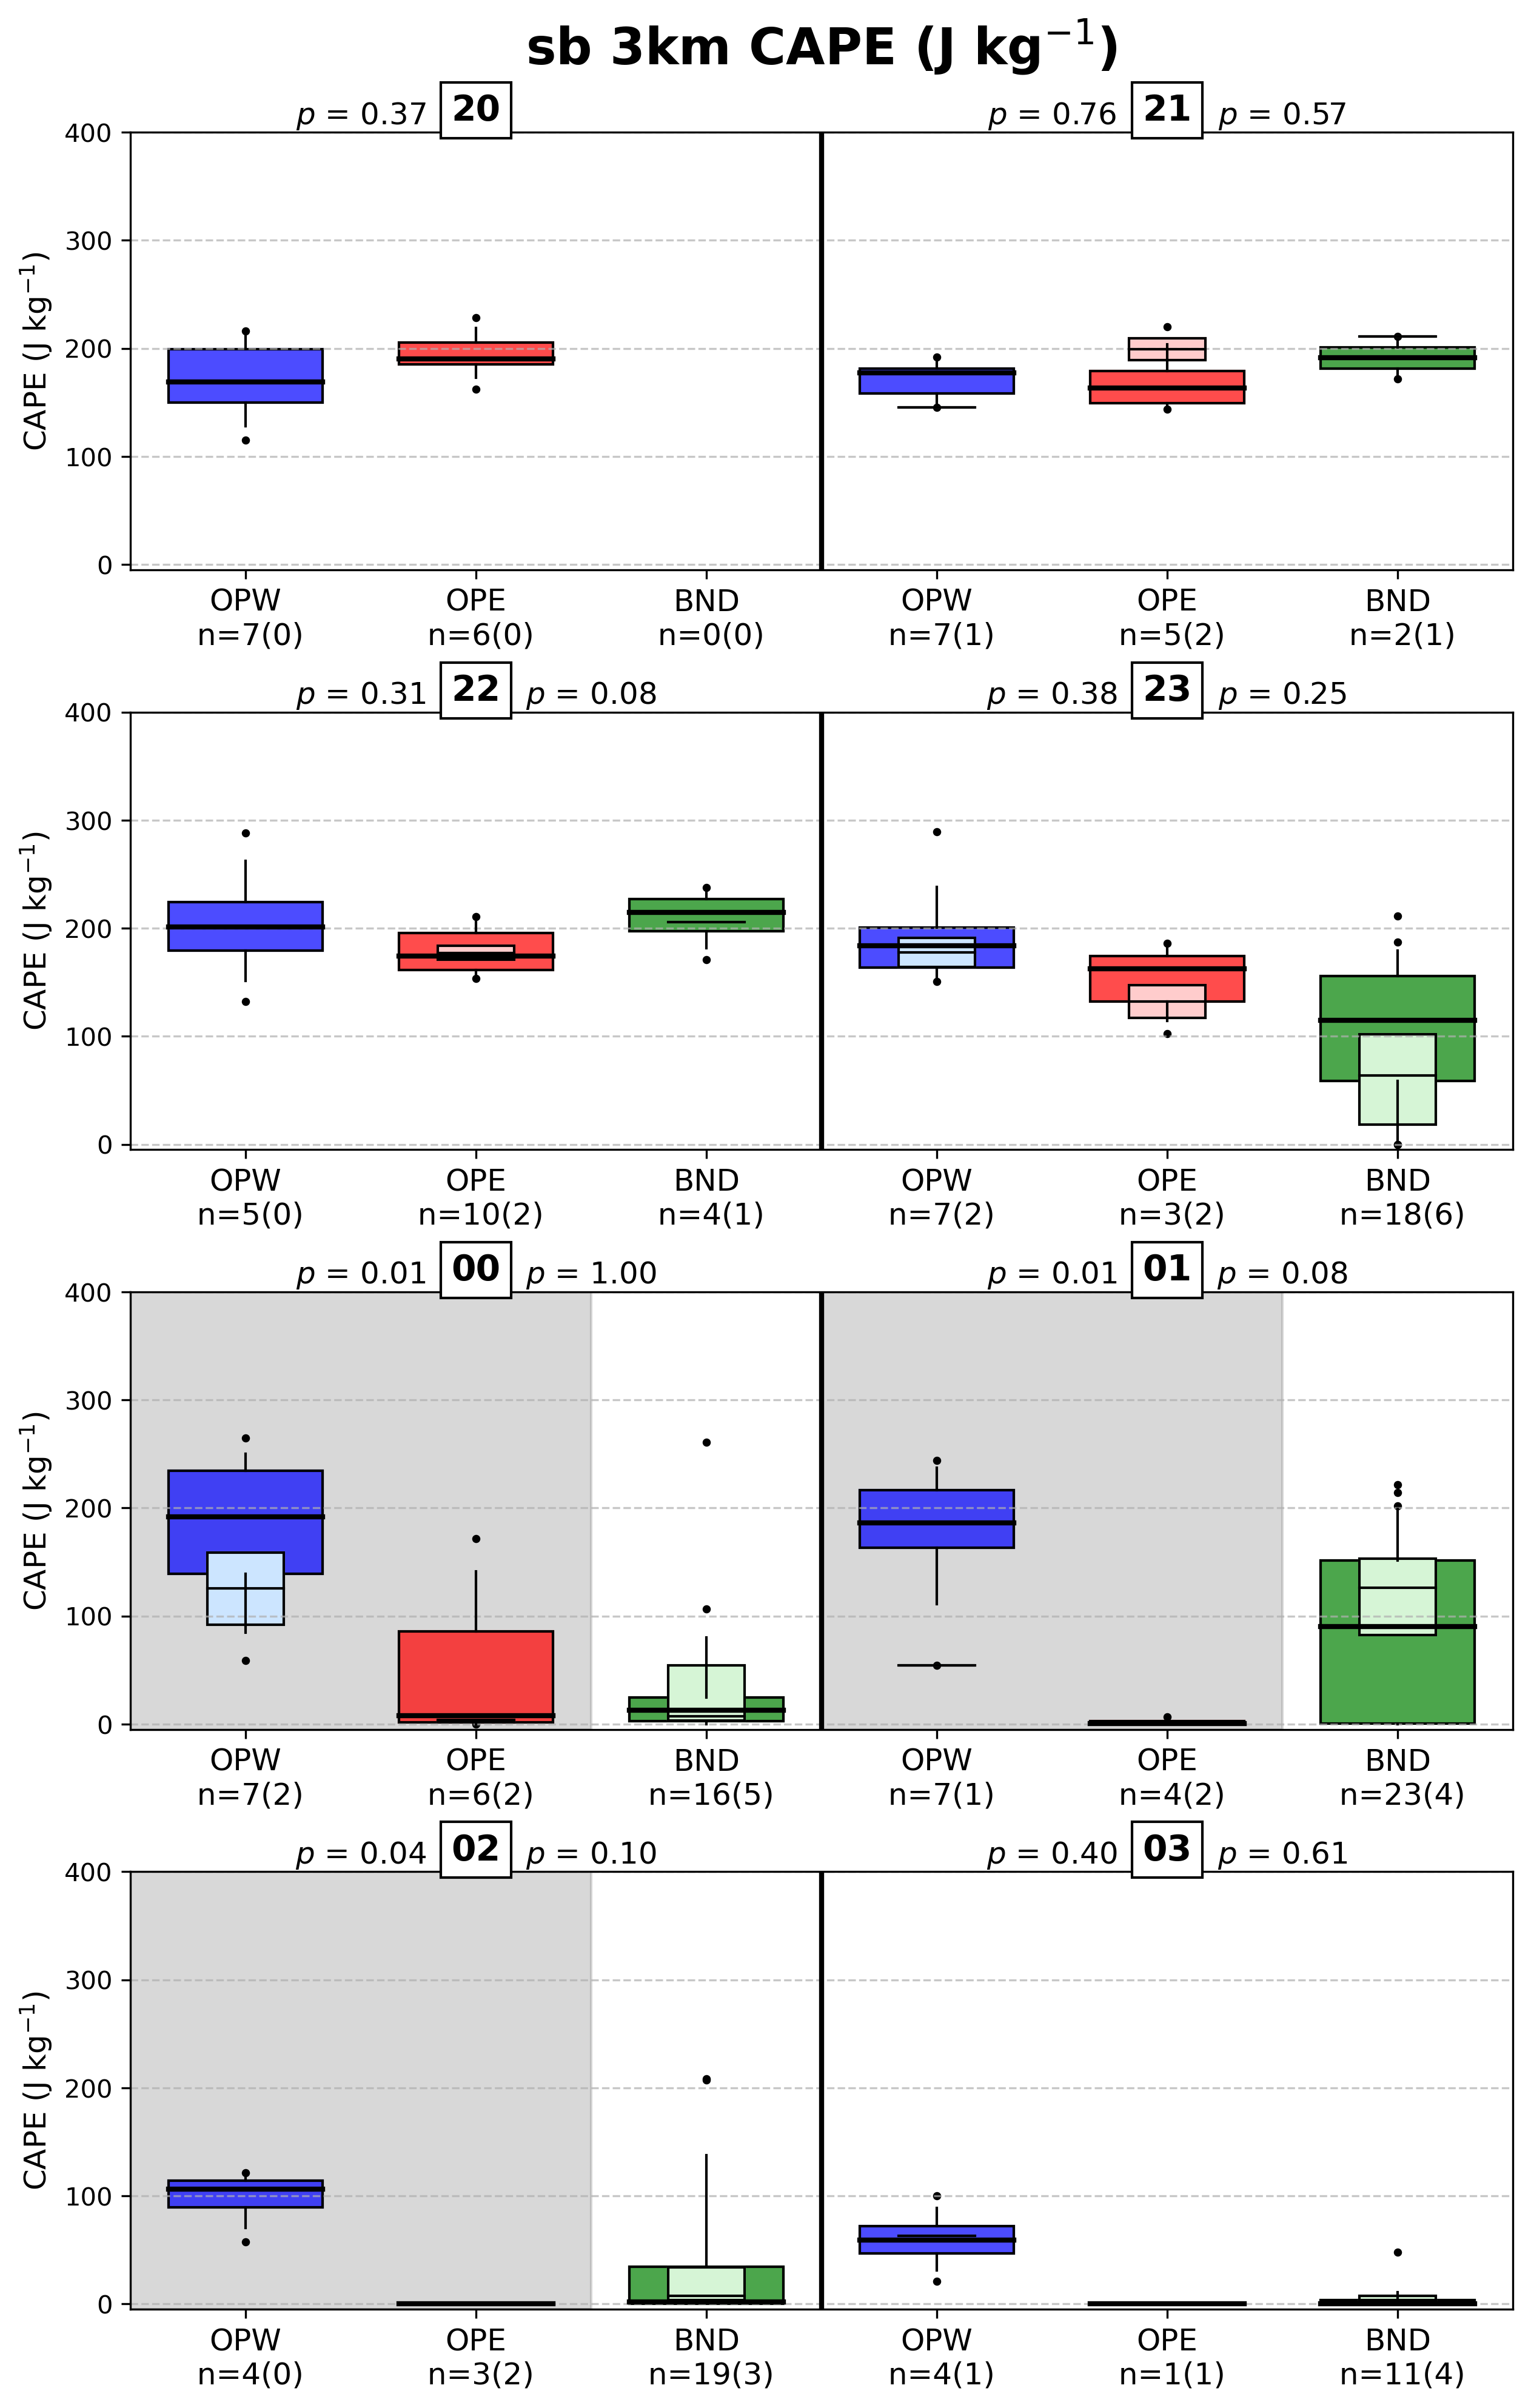 sb 3km CAPE (J kg⁻¹)
p = 0.37 20
p = 0.76 21 p = 0.57
400
300
200
100
0
CAPE (J kg⁻¹)
OPW OPE BND OPW OPE BND
n=7(0) n=6(0) n=0(0) n=7(1) n=5(2) n=2(1)
p = 0.31 22 p = 0.08
p = 0.38 23 p = 0.25
400
300
200
100
0
CAPE (J kg⁻¹)
OPW OPE BND OPW OPE BND
n=5(0) n=10(2) n=4(1) n=7(2) n=3(2) n=18(6)
p = 0.01 00 p = 1.00
p = 0.01 01 p = 0.08
400
300
200
100
0
CAPE (J kg⁻¹)
OPW OPE BND OPW OPE BND
n=7(2) n=6(2) n=16(5) n=7(1) n=4(2) n=23(4)
p = 0.04 02 p = 0.10
p = 0.40 03 p = 0.61
400
300
200
100
0
CAPE (J kg⁻¹)
OPW OPE BND OPW OPE BND
n=4(0) n=3(2) n=19(3) n=4(1) n=1(1) n=11(4)